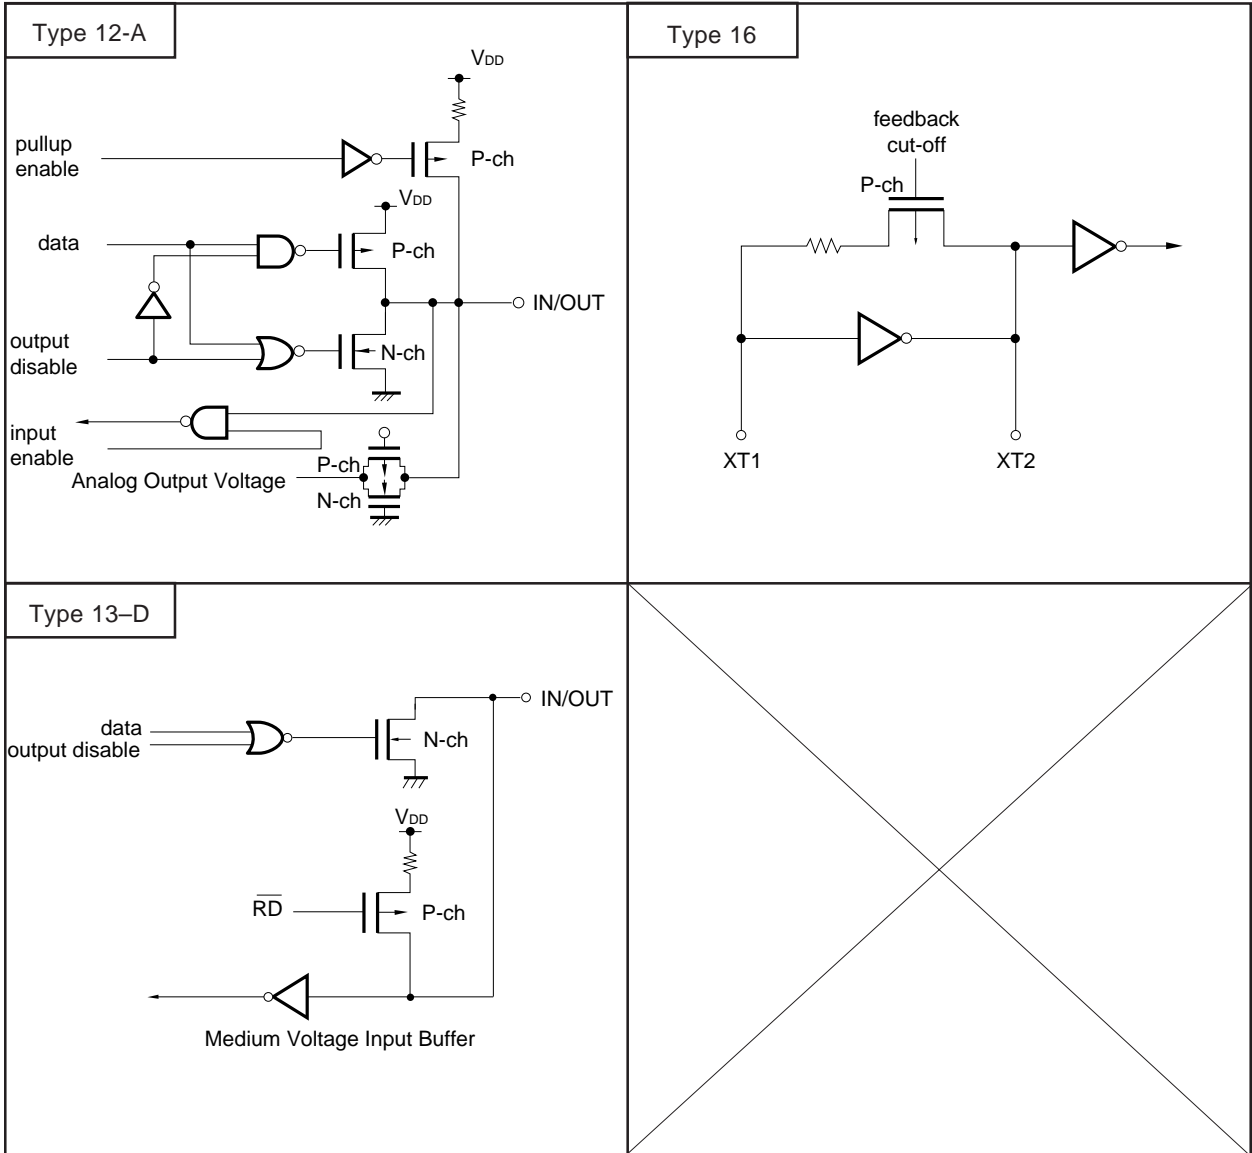 Type 12-A
VDD
pullup
enable
P-ch
VDD
data
P-ch
IN/OUT
output
disable
N-ch
input
enable
P-ch
Analog Output Voltage
N-ch
Type 16
feedback
cut-off
P-ch
XT1
XT2
Type 13–D
IN/OUT
data
output disable
N-ch
VDD
RD
P-ch
Medium Voltage Input Buffer